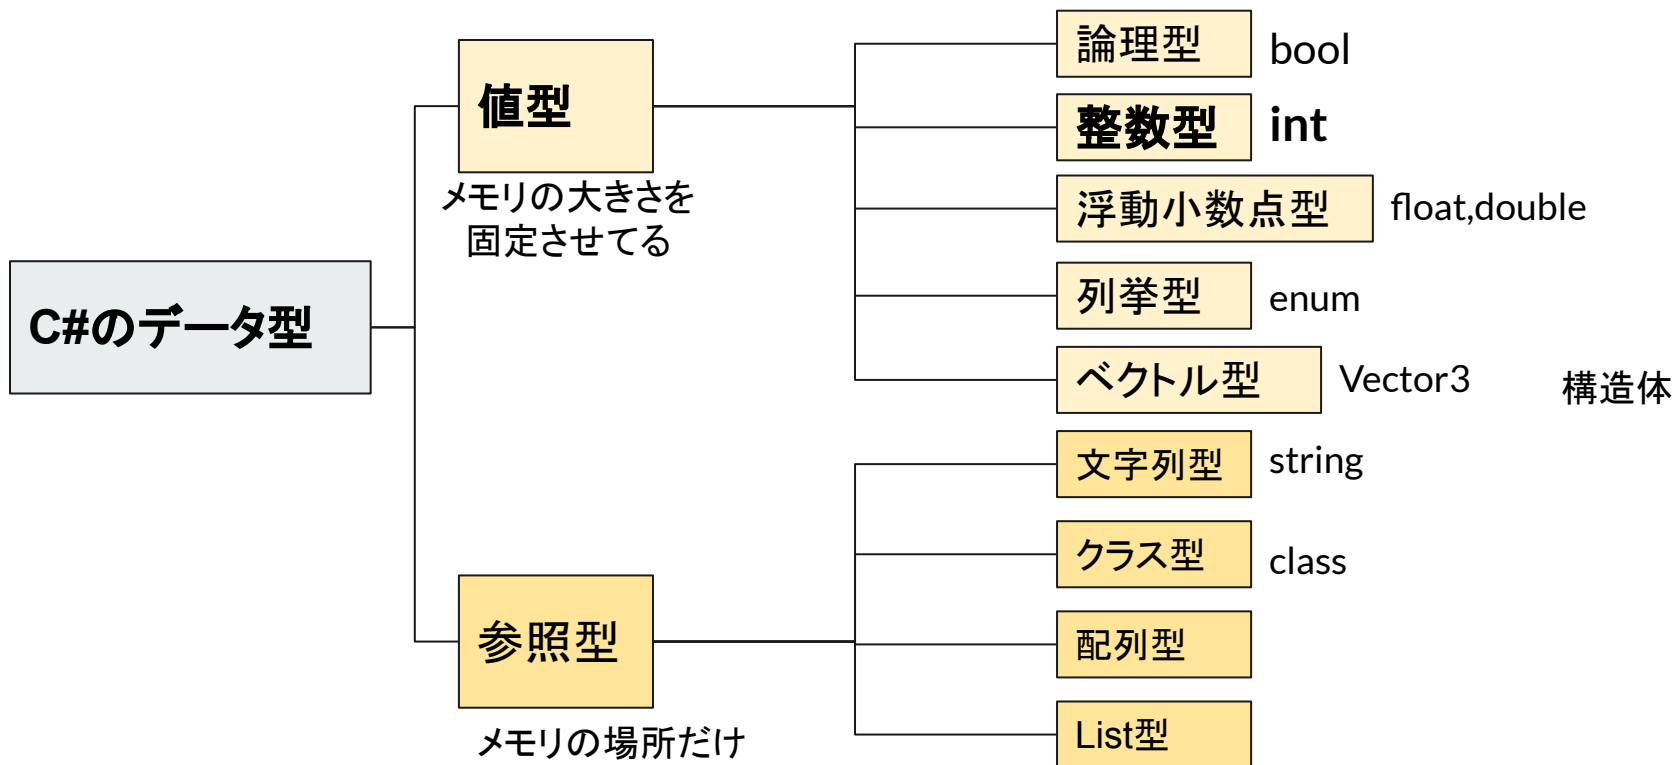 C#のデータ型
値型
メモリの大きさを
固定させてる
論理型 bool
整数型 int
浮動小数点型 float,double
列挙型 enum
ベクトル型 Vector3 構造体
参照型
メモリの場所だけ
文字列型 string
クラス型 class
配列型
List型